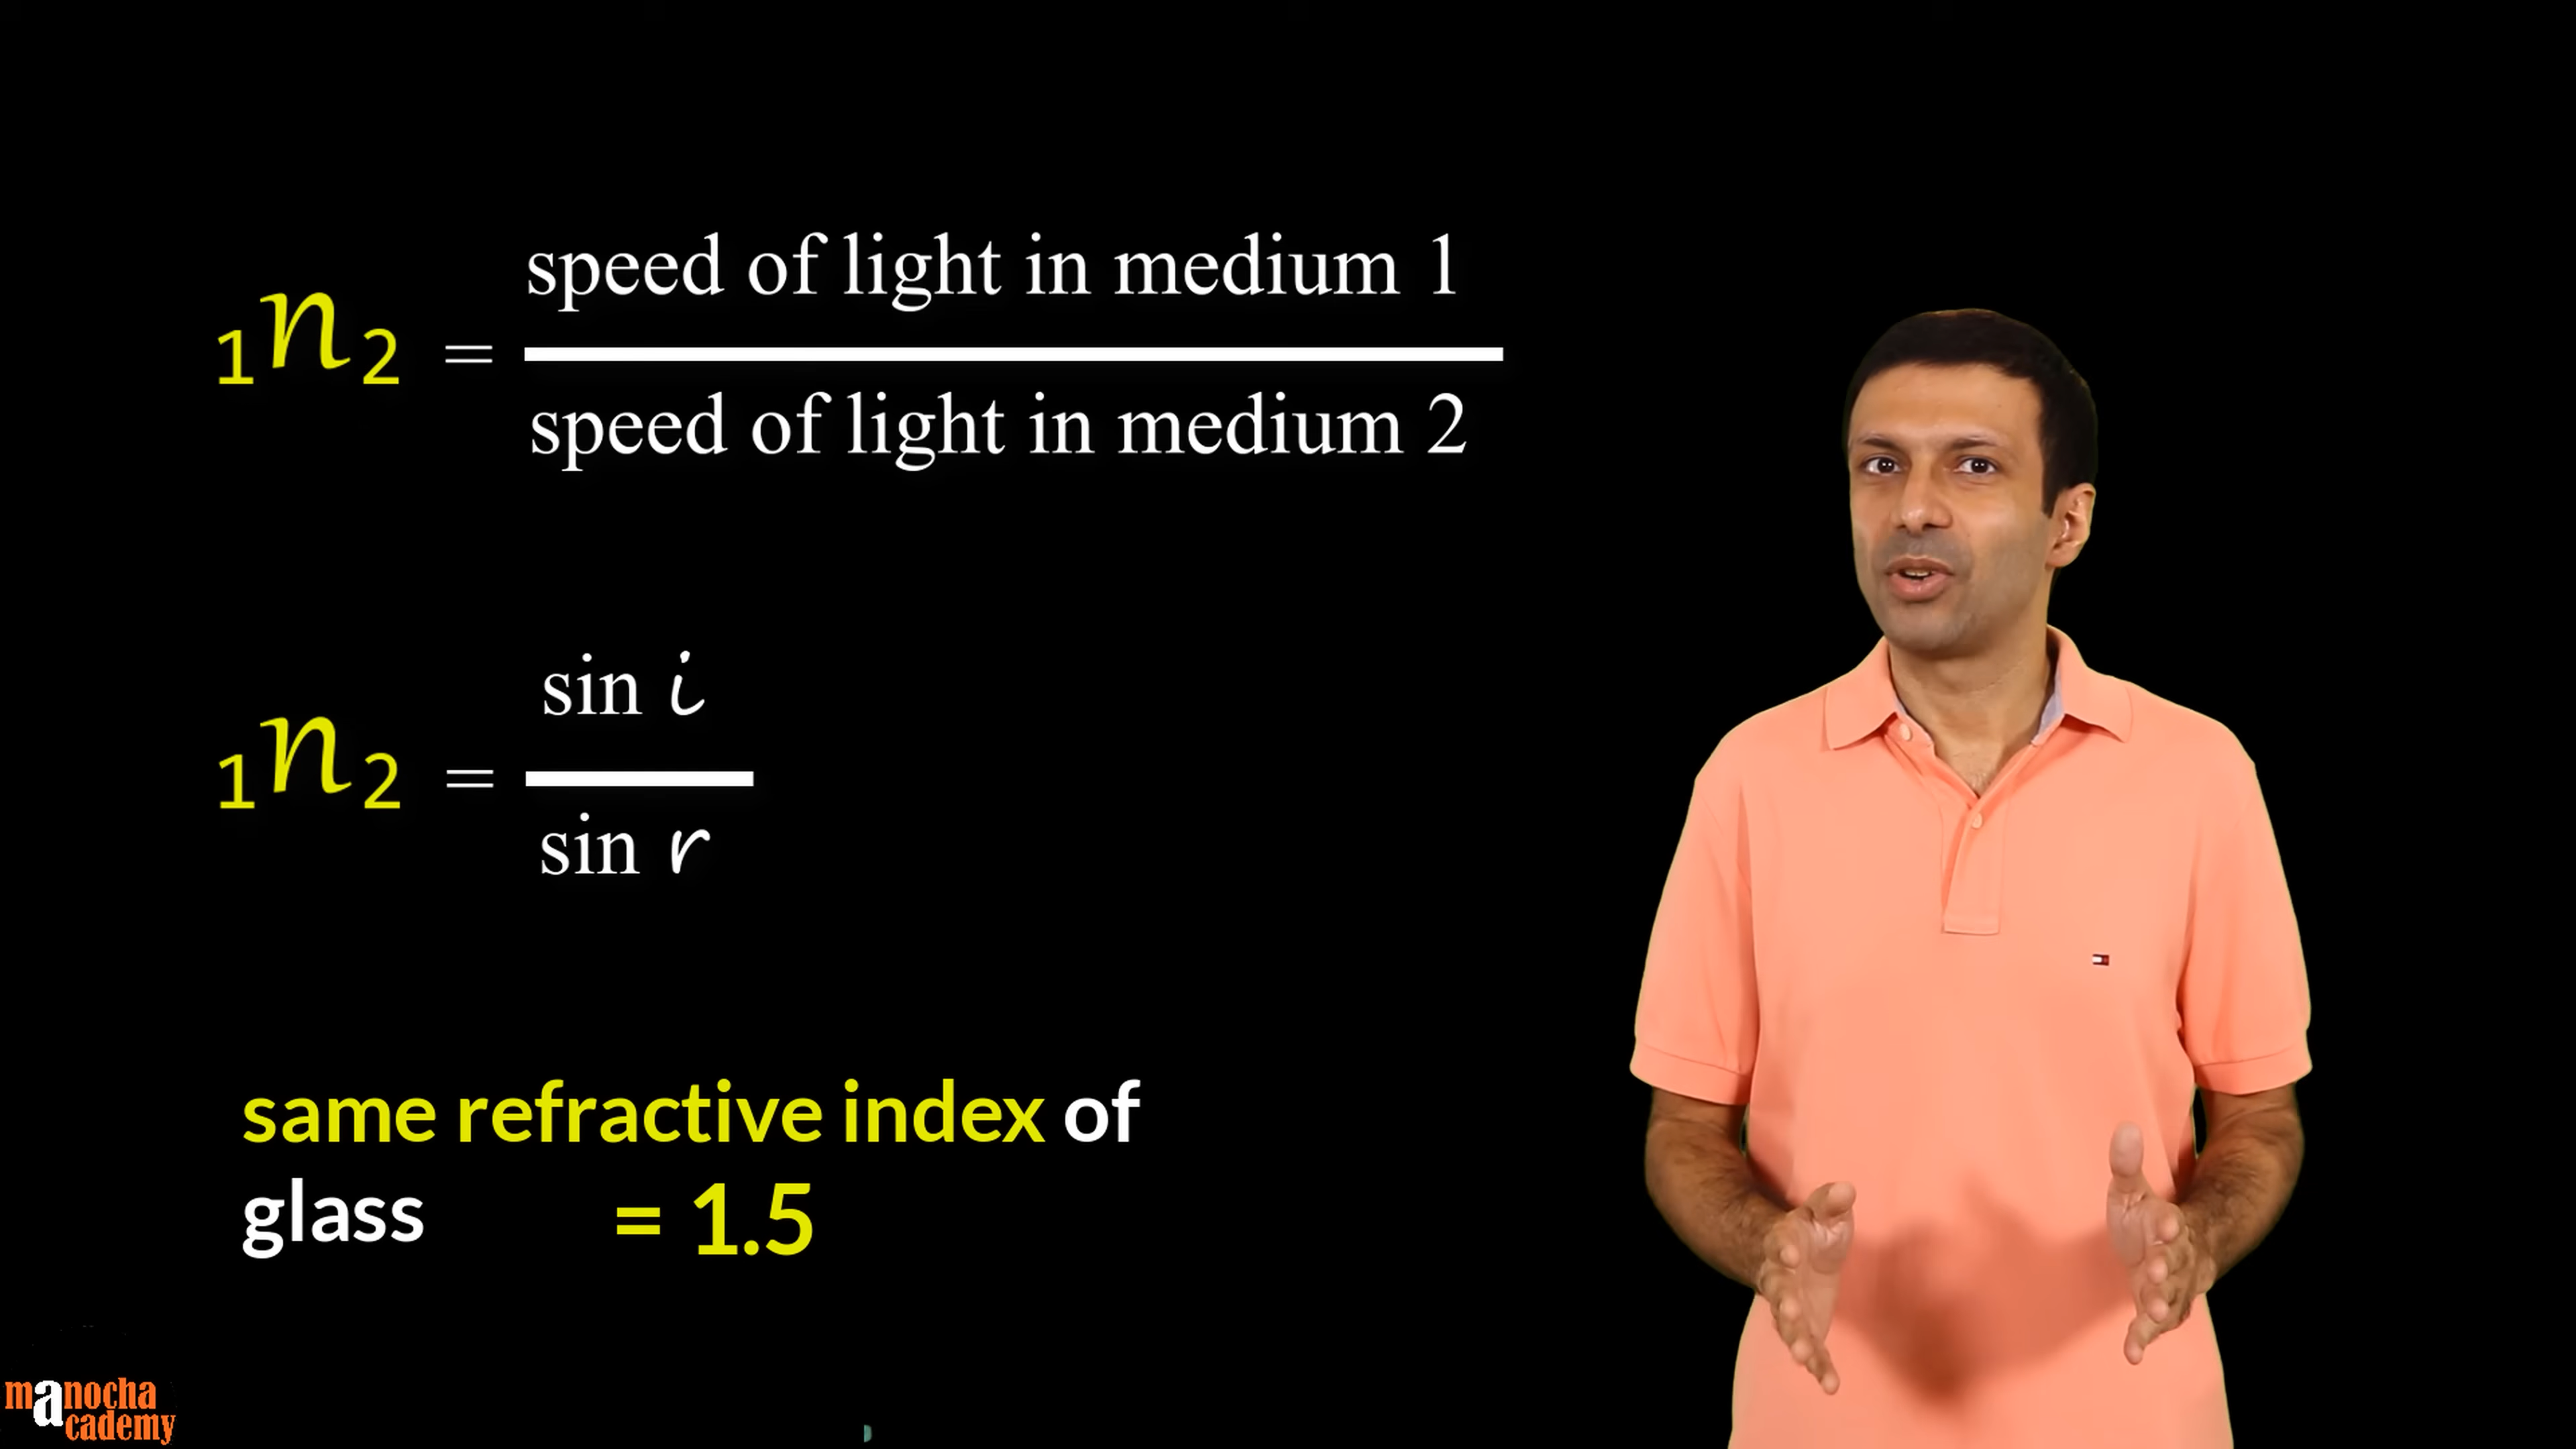 speed of light in medium 1
₁n₂ =
speed of light in medium 2
sin i
₁n₂ =
sin r
same refractive index of
glass = 1.5
manocha
academy